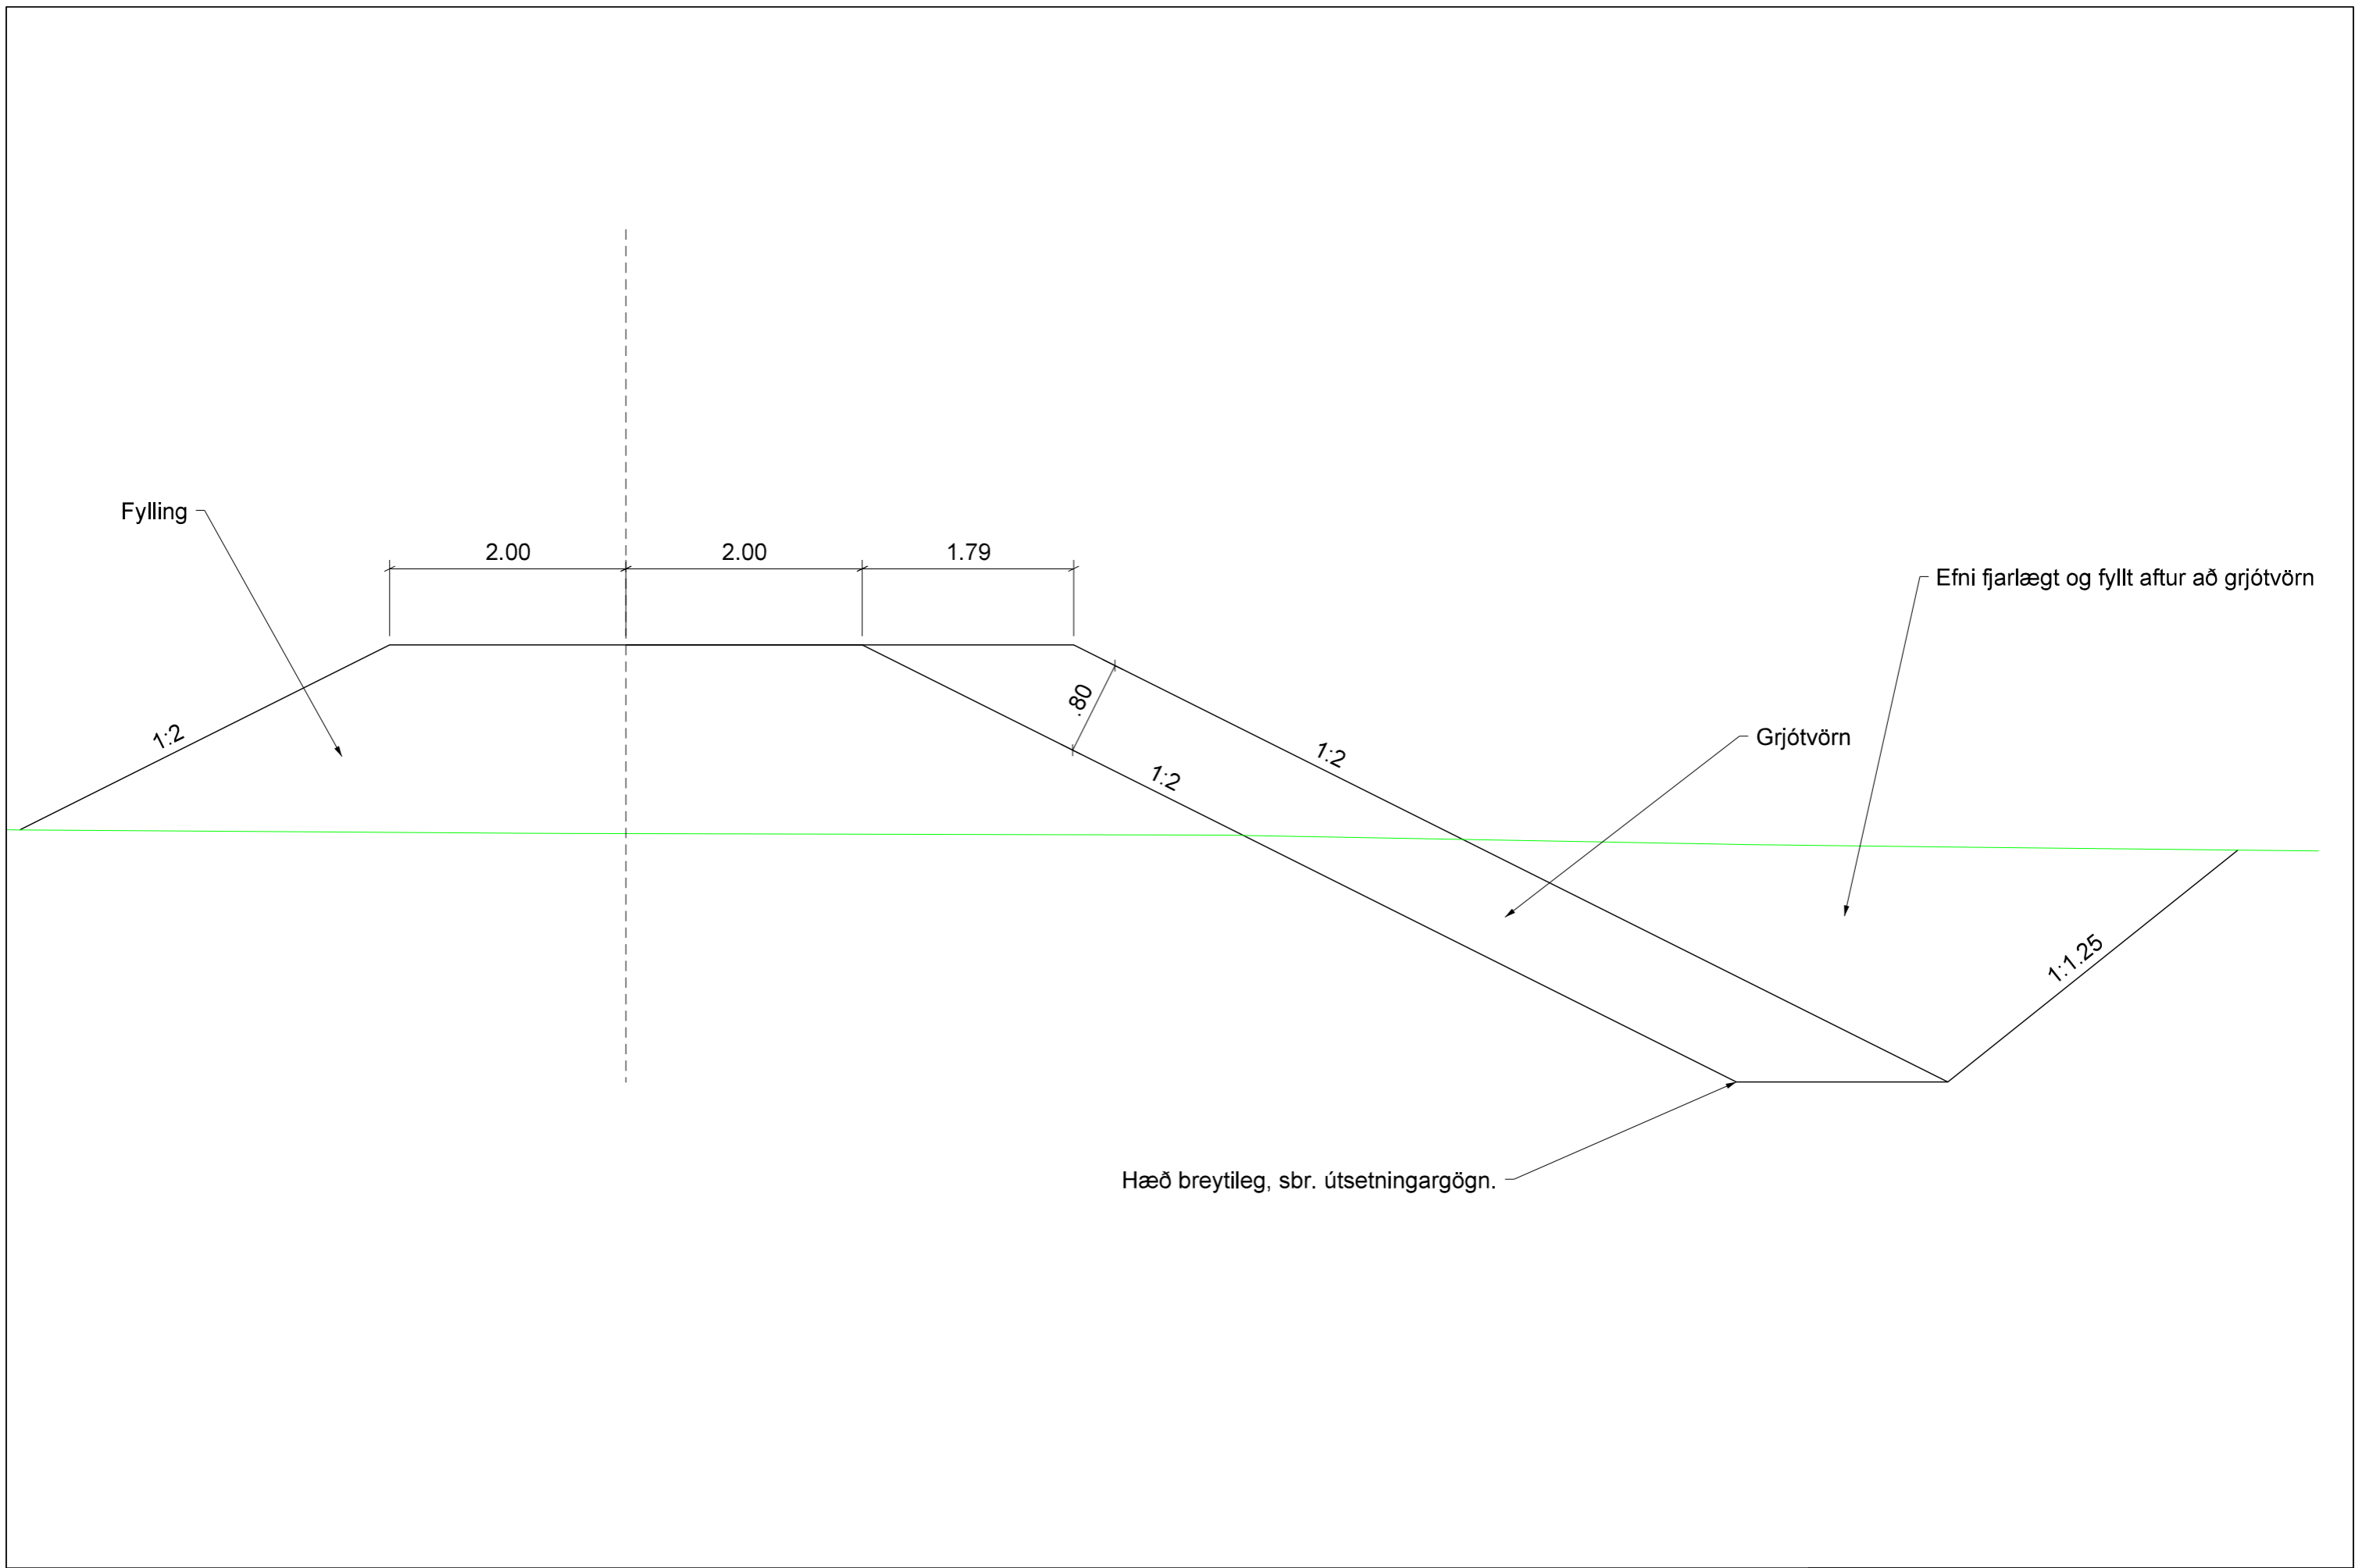 Fylling
2.00
2.00
1.79
Efni fjarlægt og fyllt aftur að grjótvörn
.80
1:2
1:2
1:2
Grjótvörn
1:1.25
Hæð breytileg, sbr. útsetningargögn.